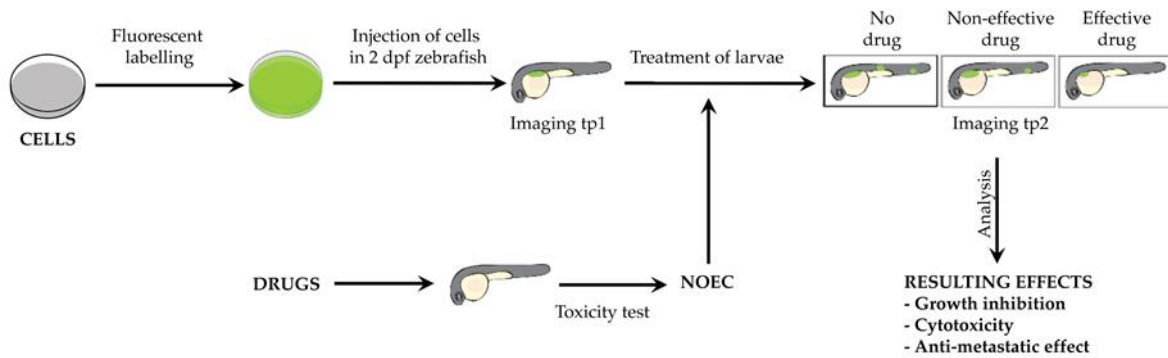 Fluorescent
labelling
Injection of cells
in 2 dpf zebrafish
Treatment of larvae
No
drug
Non-effective
drug
Effective
drug
CELLS
Imaging tp1
Imaging tp2
Analysis
DRUGS
Toxicity test
NOEC
RESULTING EFFECTS
- Growth inhibition
- Cytotoxicity
- Anti-metastatic effect